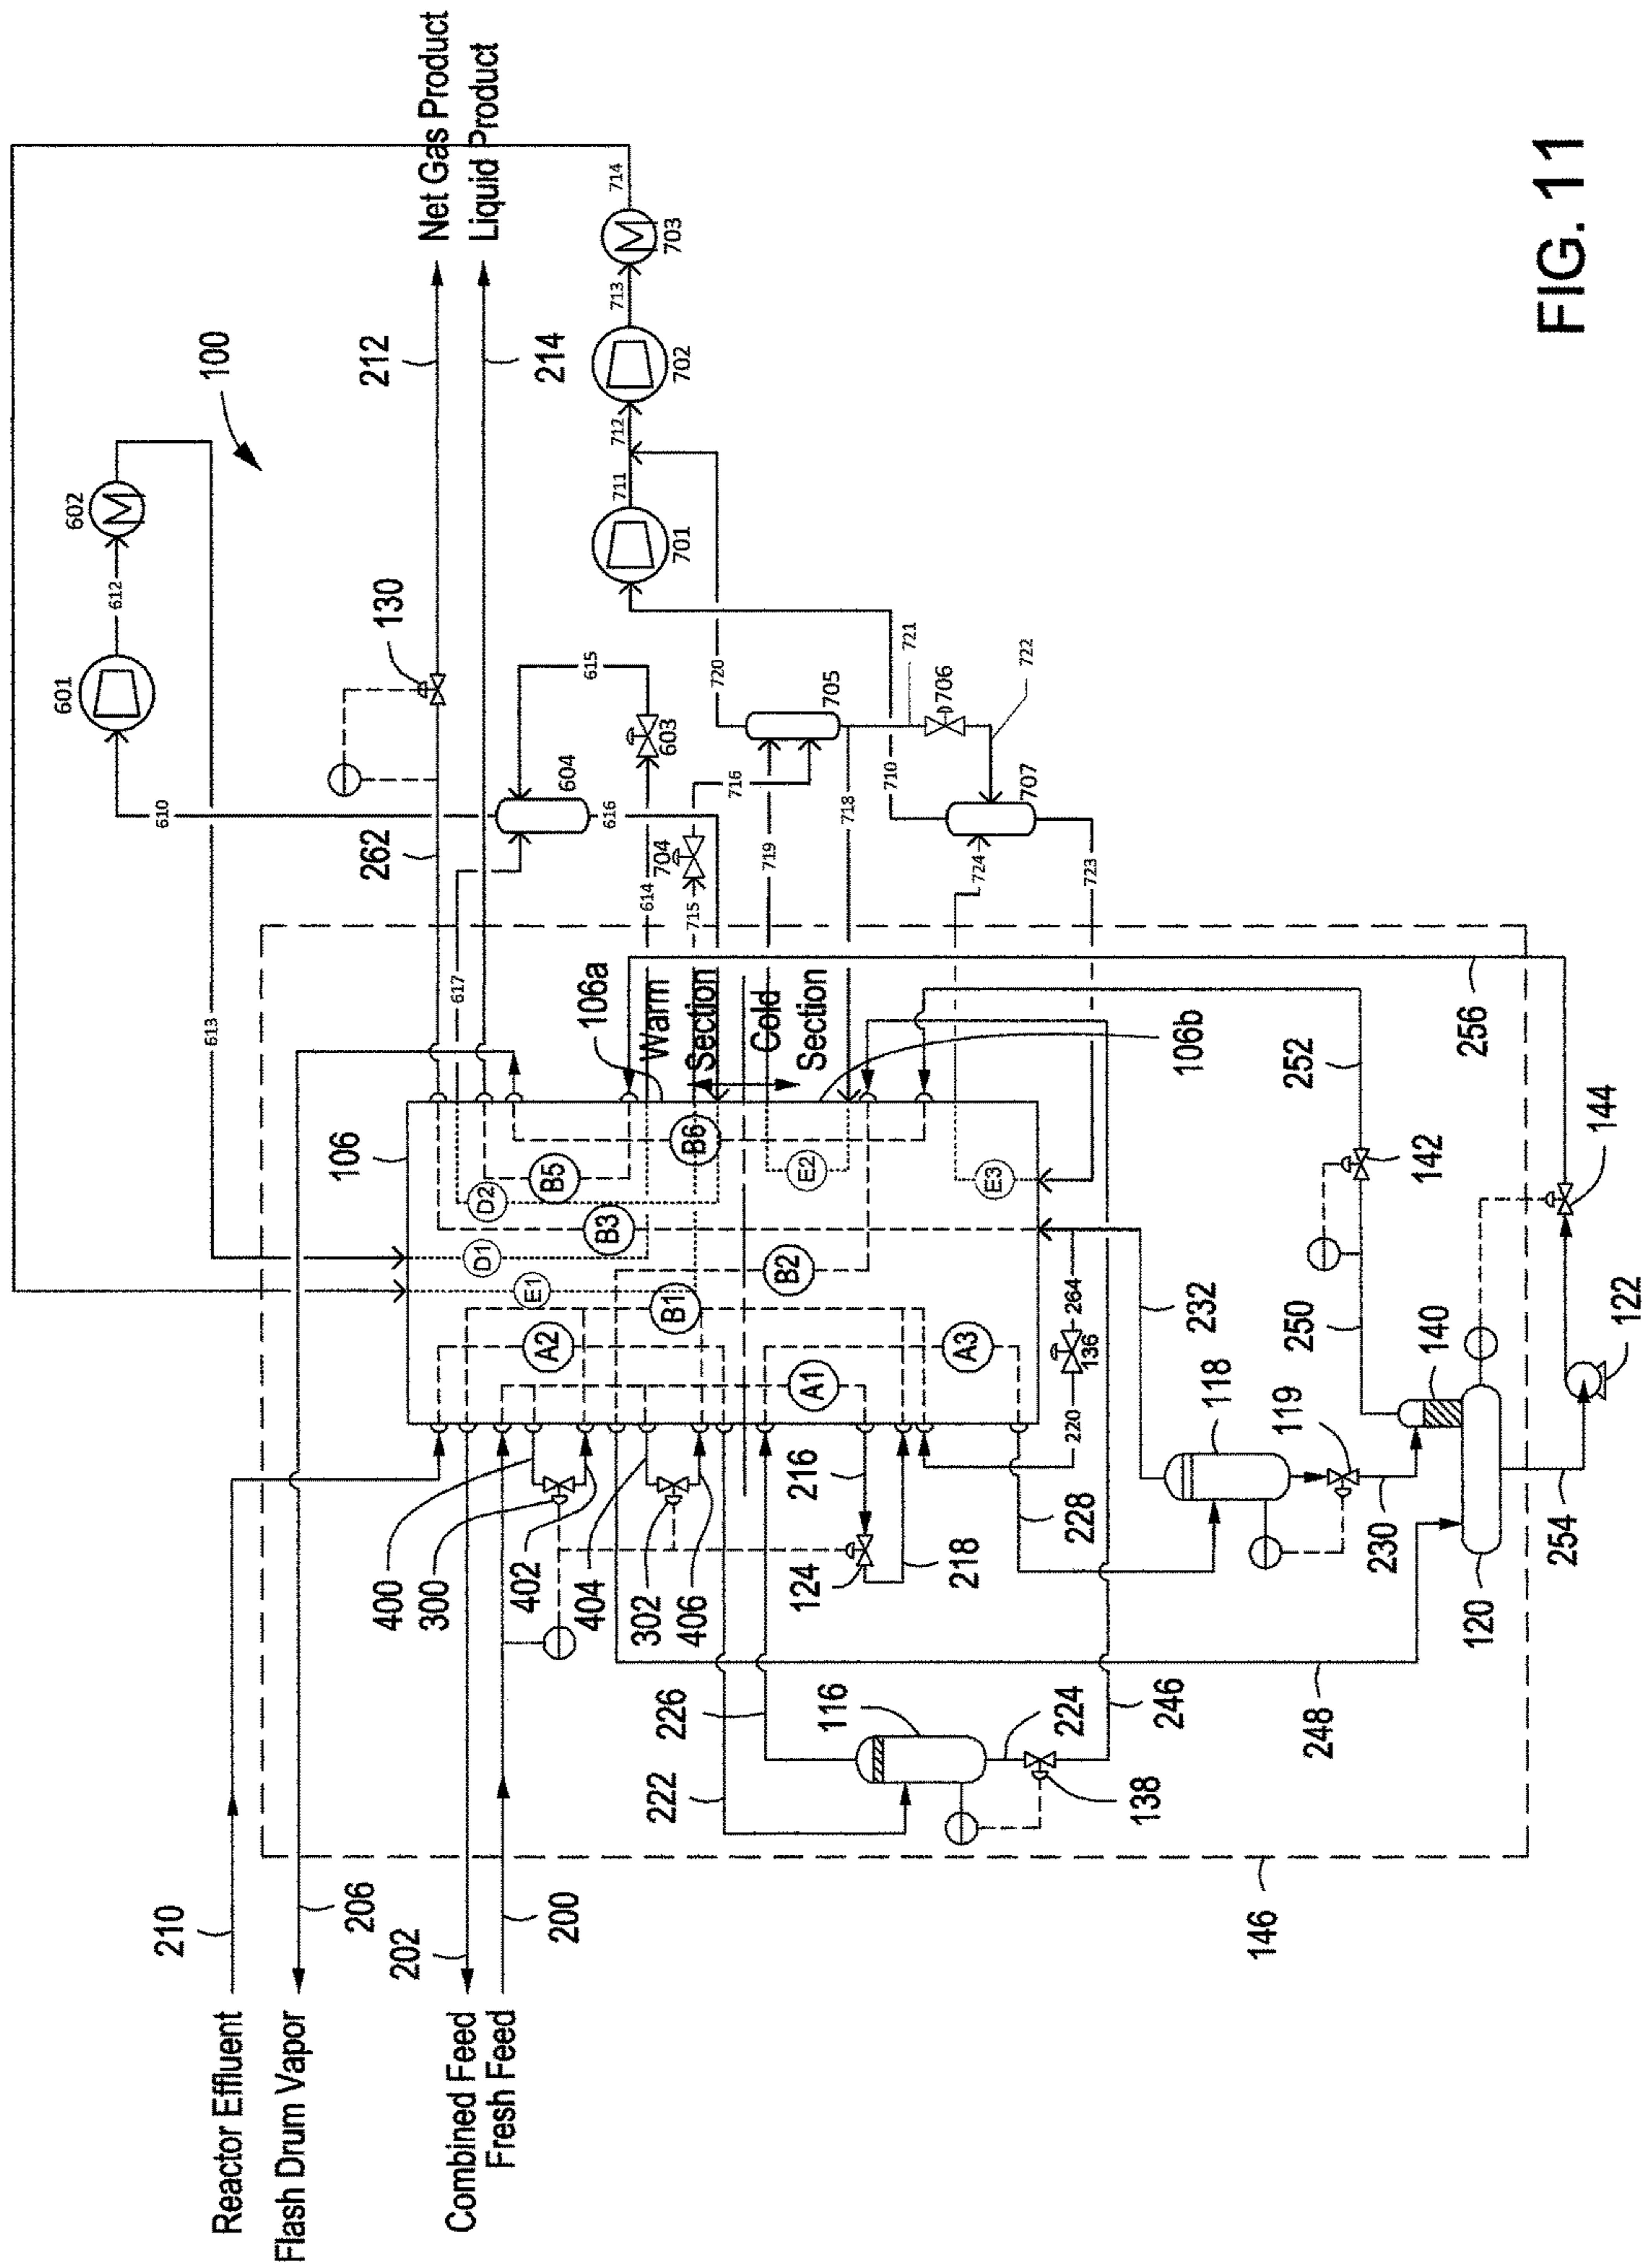 601
602
612
210
610
613
100
Reactor Effluent
Flash Drum Vapor
106
206
262
212
400
130
202
300
Net Gas Product
617
Combined Feed
D1
D2
Liquid Product
Fresh Feed
402
E1
200
A2
B5
214
604
590
615
404
106a
B3
616
711
712
713
714
614
302
Warm
603
222
704
B1
701
702
703
406
B6
715
Section
226
716
720
Cold
719
B2
E2
124
A1
216
Section
705
116
718
710
721
106b
218
706
A3
724
E3
722
707
224
264
220
136
723
228
138
246
232
118
119
252
250
248
230
140
142
146
256
120
254
144
122
FIG. 11